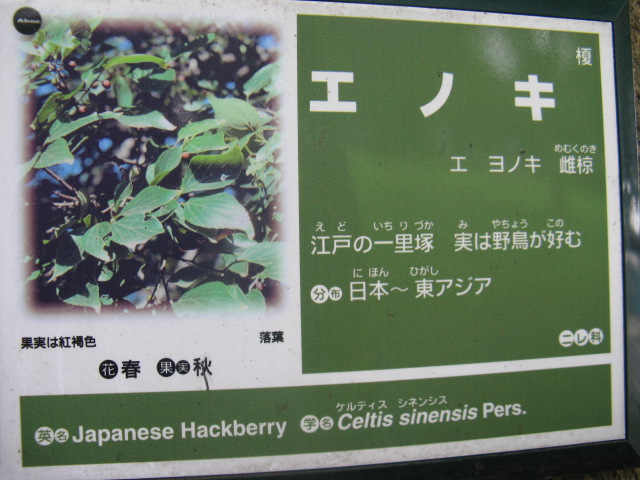 Aboc
榎
エノキ
めむくのき
エ ヨノキ 雌椋
えど いちりづか み やちょう この
江戸の一里塚 実は野鳥が好む
にほん ひがし
分布 日本～東アジア
ニレ科
果実は紅褐色 落葉
花 春 果実 秋
ケルティス シネンシス
英名 Japanese Hackberry 学名 Celtis sinensis Pers.